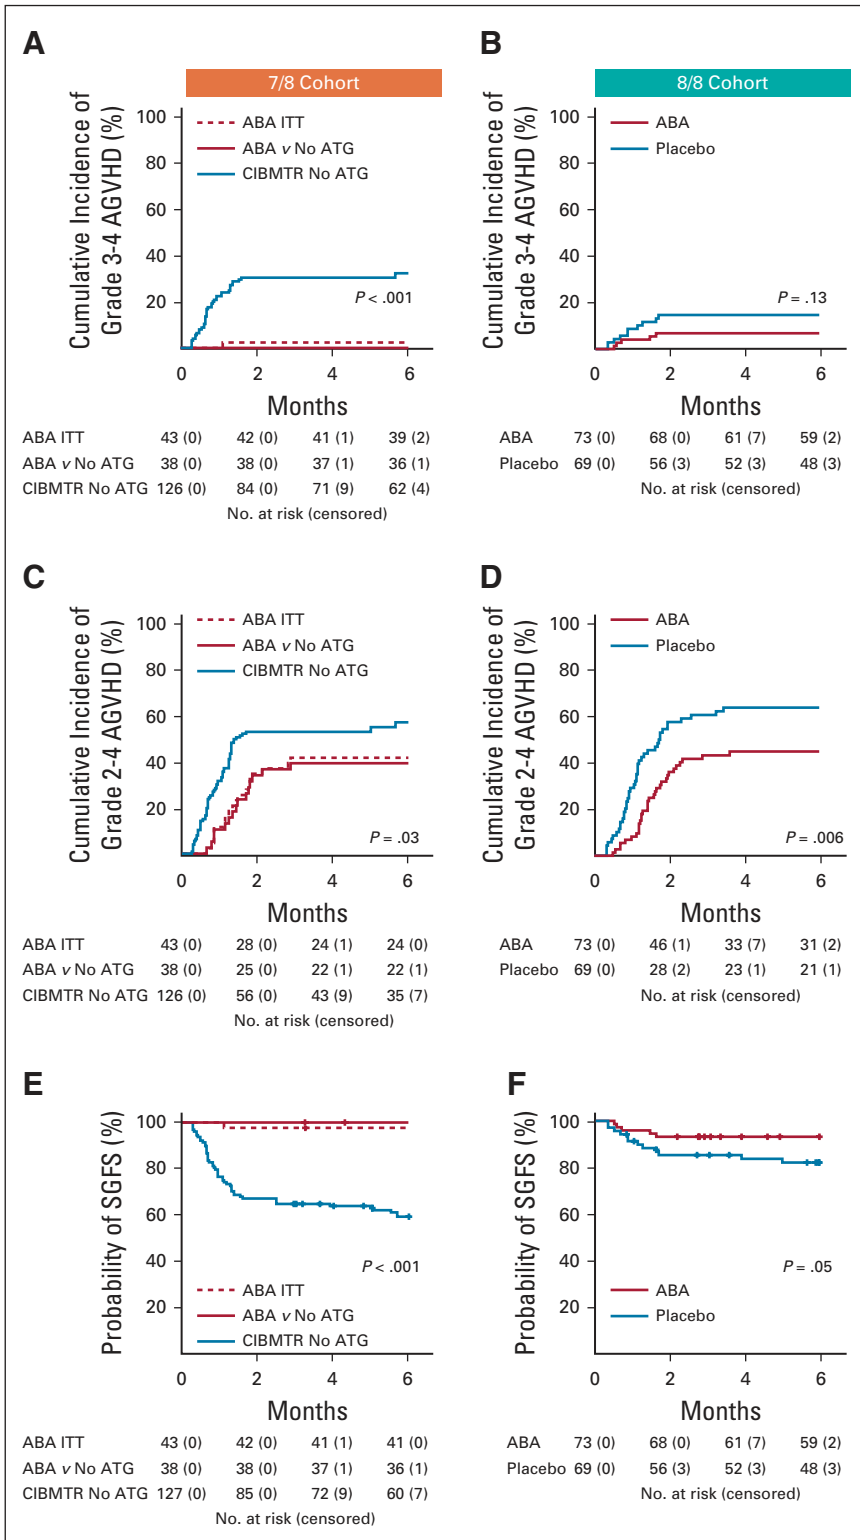 A
7/8 Cohort
Cumulative Incidence of
Grade 3-4 AGVHD (%)
100
80
60
40
20
ABA ITT
ABA v No ATG
CIBMTR No ATG
P < .001
0 2 4 6
Months
ABA ITT 43 (0) 42 (0) 41 (1) 39 (2)
ABA v No ATG 38 (0) 38 (0) 37 (1) 36 (1)
CIBMTR No ATG 126 (0) 84 (0) 71 (9) 62 (4)
No. at risk (censored)
B
8/8 Cohort
Cumulative Incidence of
Grade 3-4 AGVHD (%)
100
80
60
40
20
ABA
Placebo
P = .13
0 2 4 6
Months
ABA 73 (0) 68 (0) 61 (7) 59 (2)
Placebo 69 (0) 56 (3) 52 (3) 48 (3)
No. at risk (censored)
C
Cumulative Incidence of
Grade 2-4 AGVHD (%)
100
80
60
40
20
ABA ITT
ABA v No ATG
CIBMTR No ATG
P = .03
0 2 4 6
Months
ABA ITT 43 (0) 28 (0) 24 (1) 24 (0)
ABA v No ATG 38 (0) 25 (0) 22 (1) 22 (1)
CIBMTR No ATG 126 (0) 56 (0) 43 (9) 35 (7)
No. at risk (censored)
D
Cumulative Incidence of
Grade 2-4 AGVHD (%)
100
80
60
40
20
ABA
Placebo
P = .006
0 2 4 6
Months
ABA 73 (0) 46 (1) 33 (7) 31 (2)
Placebo 69 (0) 28 (2) 23 (1) 21 (1)
No. at risk (censored)
E
Probability of SGFS (%)
100
80
60
40
20
P < .001
ABA ITT
ABA v No ATG
CIBMTR No ATG
0 2 4 6
Months
ABA ITT 43 (0) 42 (0) 41 (1) 41 (0)
ABA v No ATG 38 (0) 38 (0) 37 (1) 36 (1)
CIBMTR No ATG 127 (0) 85 (0) 72 (9) 60 (7)
No. at risk (censored)
F
Probability of SGFS (%)
100
80
60
40
20
P = .05
ABA
Placebo
0 2 4 6
Months
ABA 73 (0) 68 (0) 61 (7) 59 (2)
Placebo 69 (0) 56 (3) 52 (3) 48 (3)
No. at risk (censored)